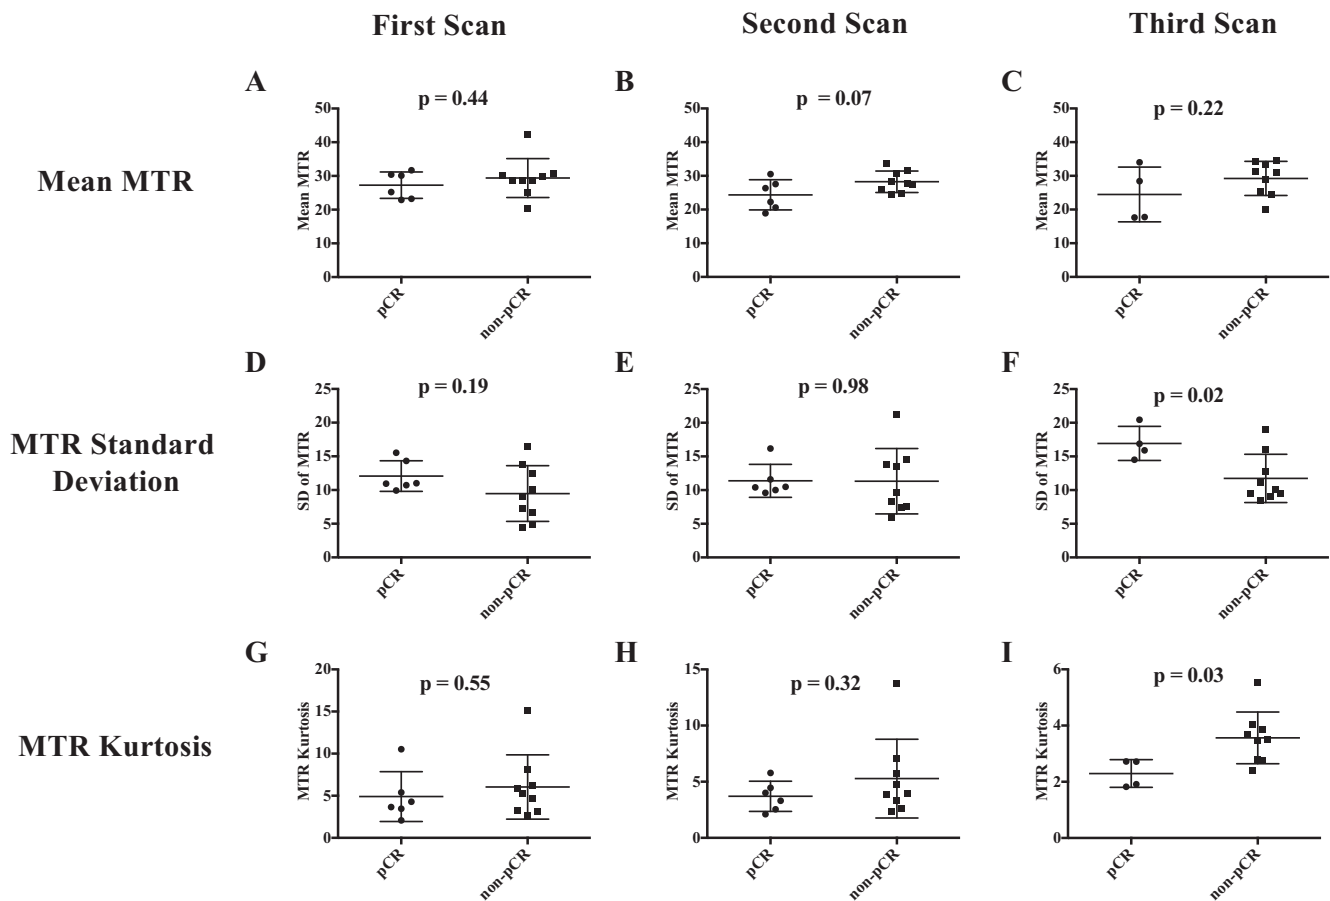 First Scan
Second Scan
Third Scan
Mean MTR
A
p = 0.44
Mean MTR
50
40
30
20
10
0
pCR
non-pCR
B
p = 0.07
Mean MTR
50
40
30
20
10
0
pCR
non-pCR
C
p = 0.22
Mean MTR
50
40
30
20
10
0
pCR
non-pCR
MTR Standard
Deviation
D
p = 0.19
SD of MTR
25
20
15
10
5
0
pCR
non-pCR
E
p = 0.98
SD of MTR
25
20
15
10
5
0
pCR
non-pCR
F
p = 0.02
SD of MTR
25
20
15
10
5
0
pCR
non-pCR
MTR Kurtosis
G
p = 0.55
MTR Kurtosis
20
15
10
5
0
pCR
non-pCR
H
p = 0.32
MTR Kurtosis
15
10
5
0
pCR
non-pCR
I
p = 0.03
MTR Kurtosis
6
4
2
0
pCR
non-pCR